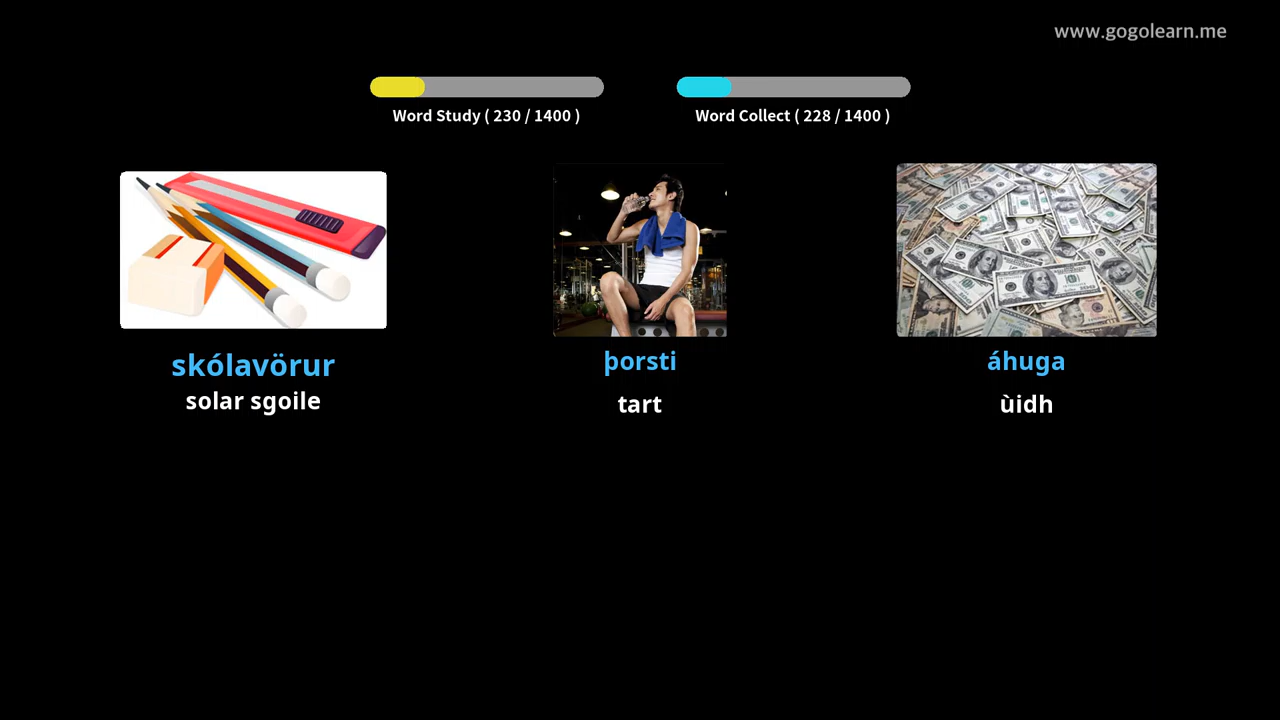 www.gogolearn.me
Word Study ( 230 / 1400 )
Word Collect ( 228 / 1400 )
skólavörur
solar sgoile
þorsti
tart
áhuga
ùidh